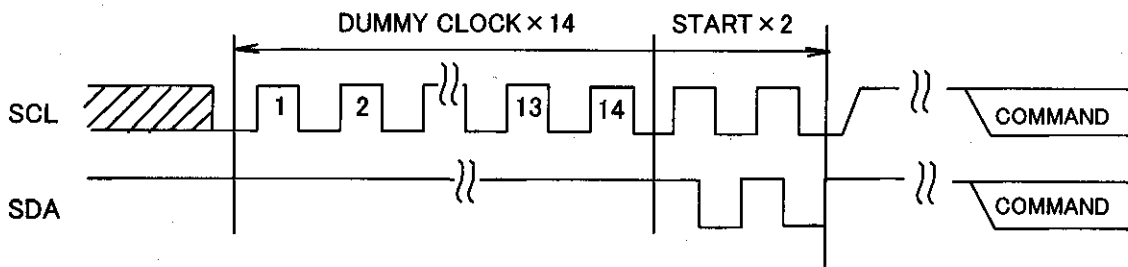 DUMMY CLOCK×14 START×2
SCL 1 2 13 14 COMMAND
SDA COMMAND